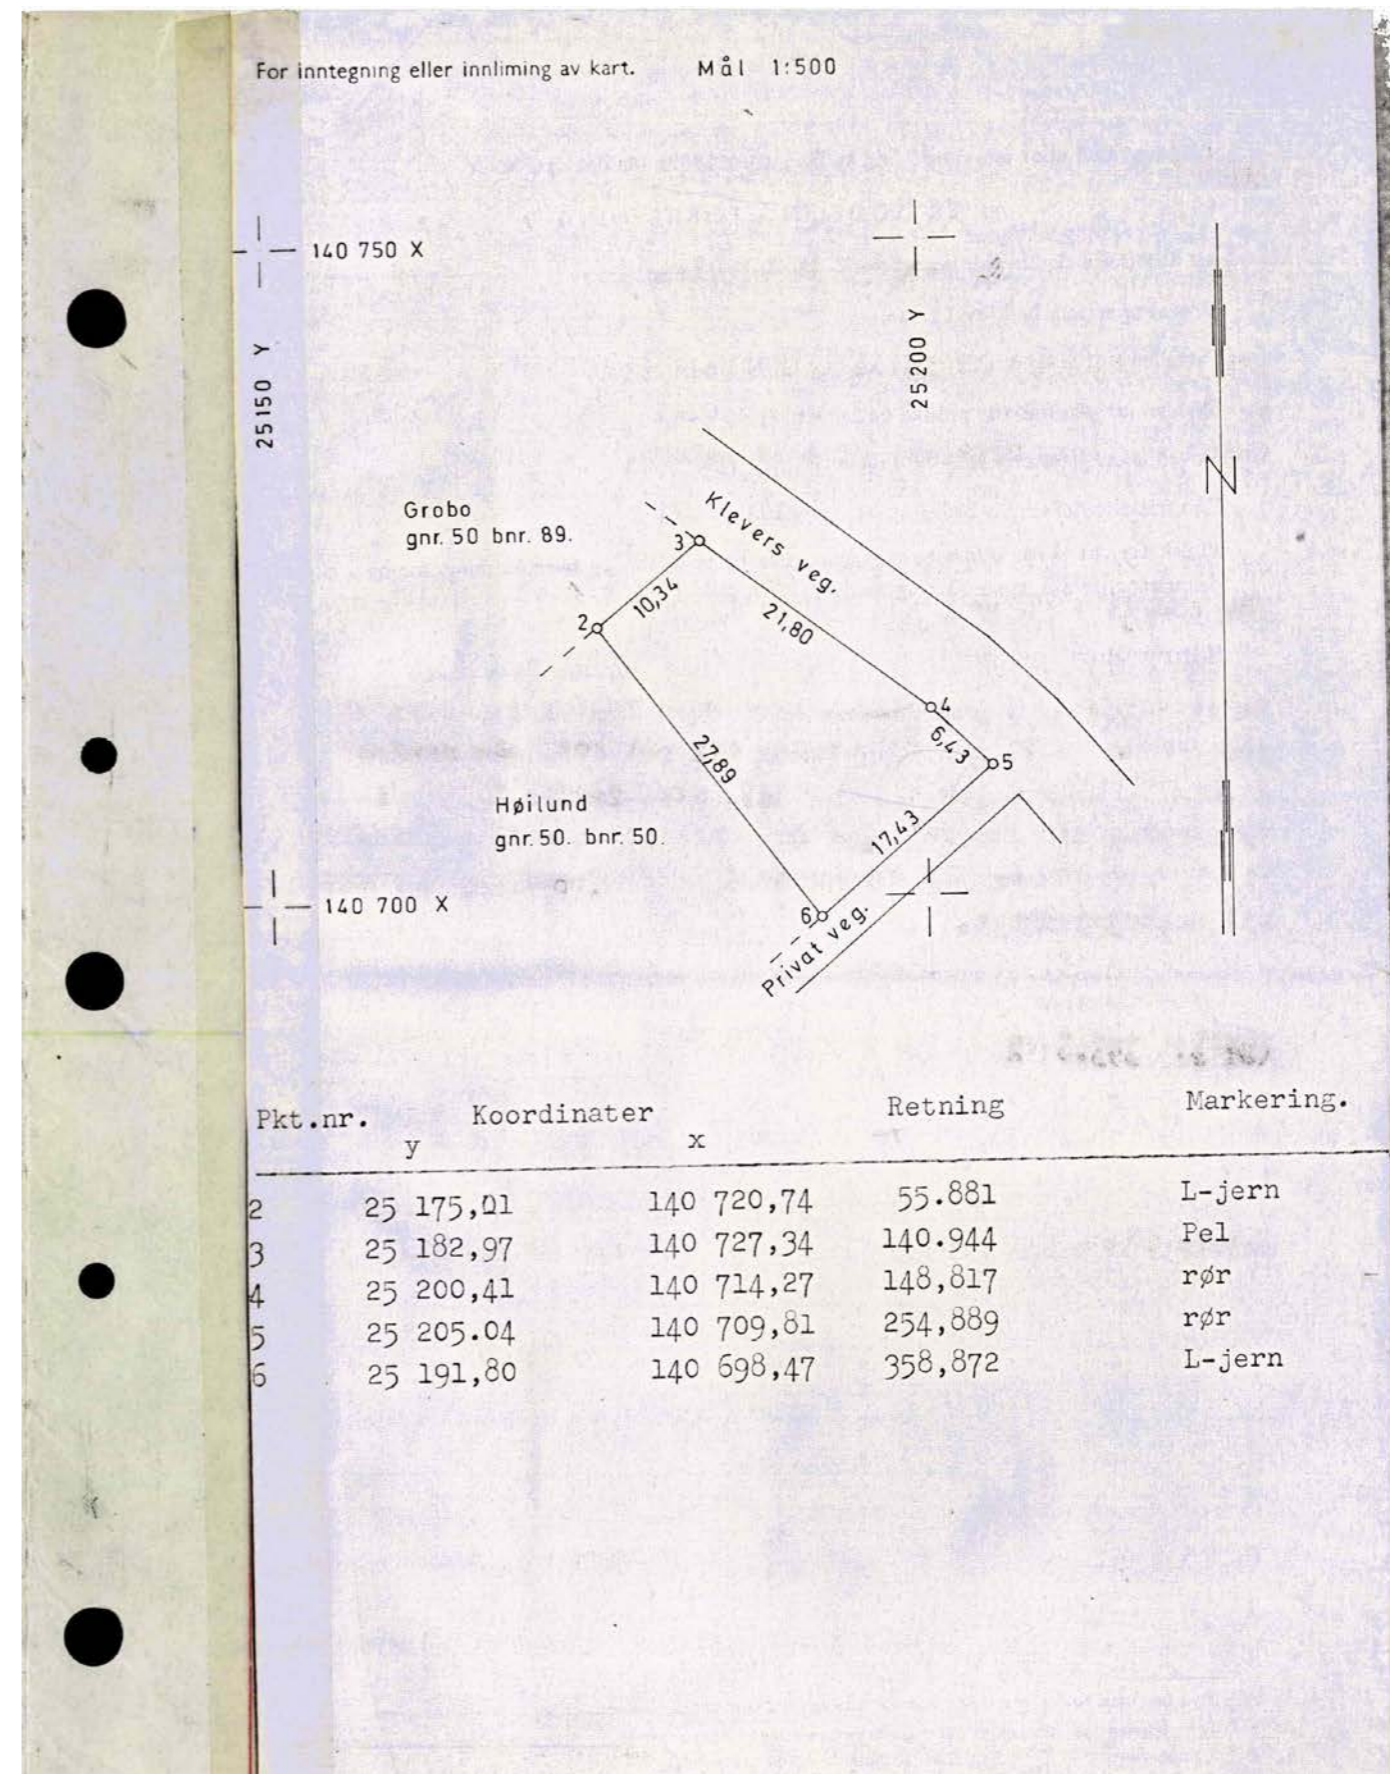 For inntegning eller innliming av kart. Mål 1:500
140 750 X
25150 Y
25200 Y
N
Grobo
gnr. 50 bnr. 89.
Klevers veg.
3
10,34
2
21,80
4
6,43
5
27,89
17,43
Høilund
gnr. 50. bnr. 50.
140 700 X
6
Privat veg.
Pkt.nr. Koordinater Retning Markering.
y x
2 25 175,01 140 720,74 55.881 L-jern
3 25 182,97 140 727,34 140.944 Pel
4 25 200,41 140 714,27 148,817 rør
5 25 205.04 140 709,81 254,889 rør
6 25 191,80 140 698,47 358,872 L-jern